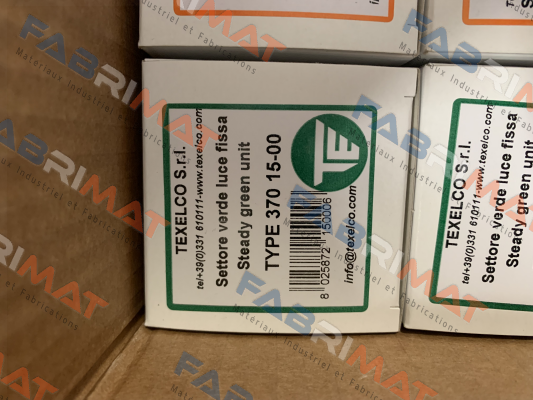 TEXELCO S.r.l.
tel+39(0)331 610111-www.texelco.com
Settore verde luce fissa
Steady green unit
TYPE 370 15-00
TE
8 025872 150006
info@texelco.com
TEXELCO S.r.l.
tel+39(0)331 610111-www.texelco.com
Settore verde luce fissa
Steady green unit
FABRIMAT
Matériaux Industriel et Fabrications